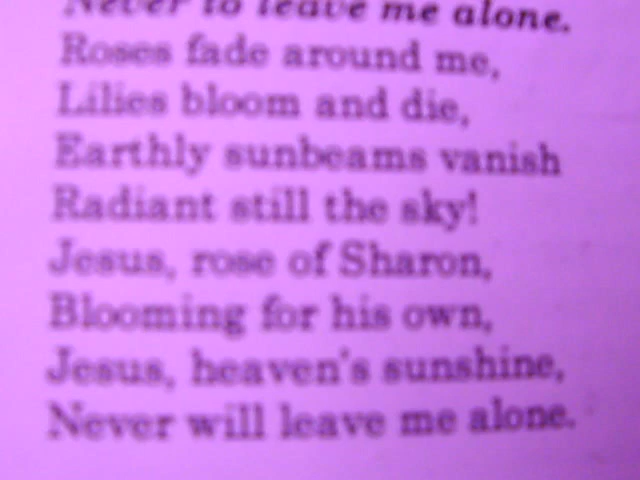 Never to leave me alone.
Roses fade around me,
Lilies bloom and die,
Earthly sunbeams vanish
Radiant still the sky!
Jesus, rose of Sharon,
Blooming for his own,
Jesus, heaven's sunshine,
Never will leave me alone.